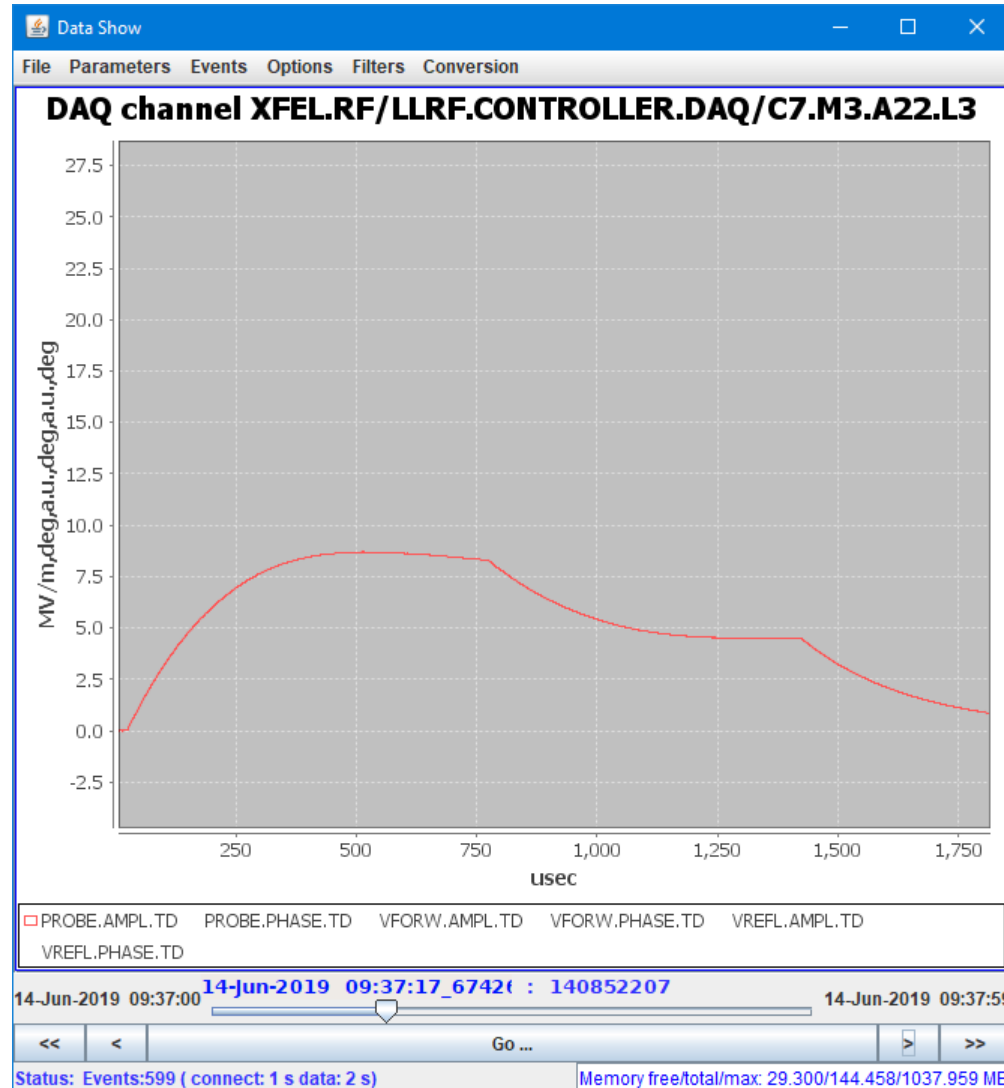 Data Show
File Parameters Events Options Filters Conversion
DAQ channel XFEL.RF/LLRF.CONTROLLER.DAQ/C7.M3.A22.L3
MV/m,deg,a.u.,deg,a.u.,deg
27.5
25.0
22.5
20.0
17.5
15.0
12.5
10.0
7.5
5.0
2.5
0.0
-2.5
250 500 750 1,000 1,250 1,500 1,750
usec
PROBE.AMPL.TD PROBE.PHASE.TD VFORW.AMPL.TD VFORW.PHASE.TD VREFL.AMPL.TD
VREFL.PHASE.TD
14-Jun-2019 09:37:00 14-Jun-2019 09:37:17_6742 : 140852207 14-Jun-2019 09:37:59
<< < Go ... > >>
Status: Events:599 ( connect: 1 s data: 2 s) Memory free/total/max: 29.300/144.458/1037.959 MB